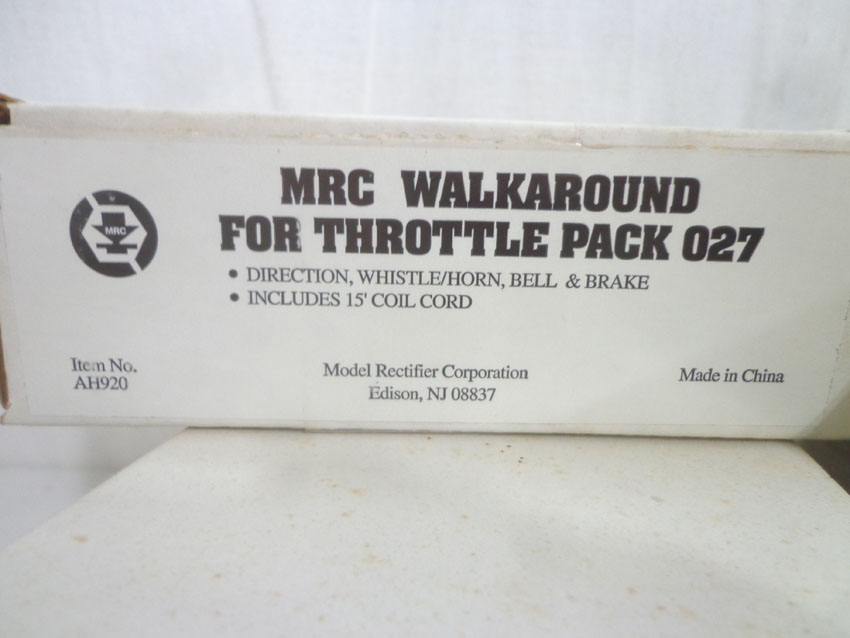 MRC WALKAROUND
FOR THROTTLE PACK 027
MRC
• DIRECTION, WHISTLE/HORN, BELL & BRAKE
• INCLUDES 15' COIL CORD
Item No.
AH920
Model Rectifier Corporation
Edison, NJ 08837
Made in China